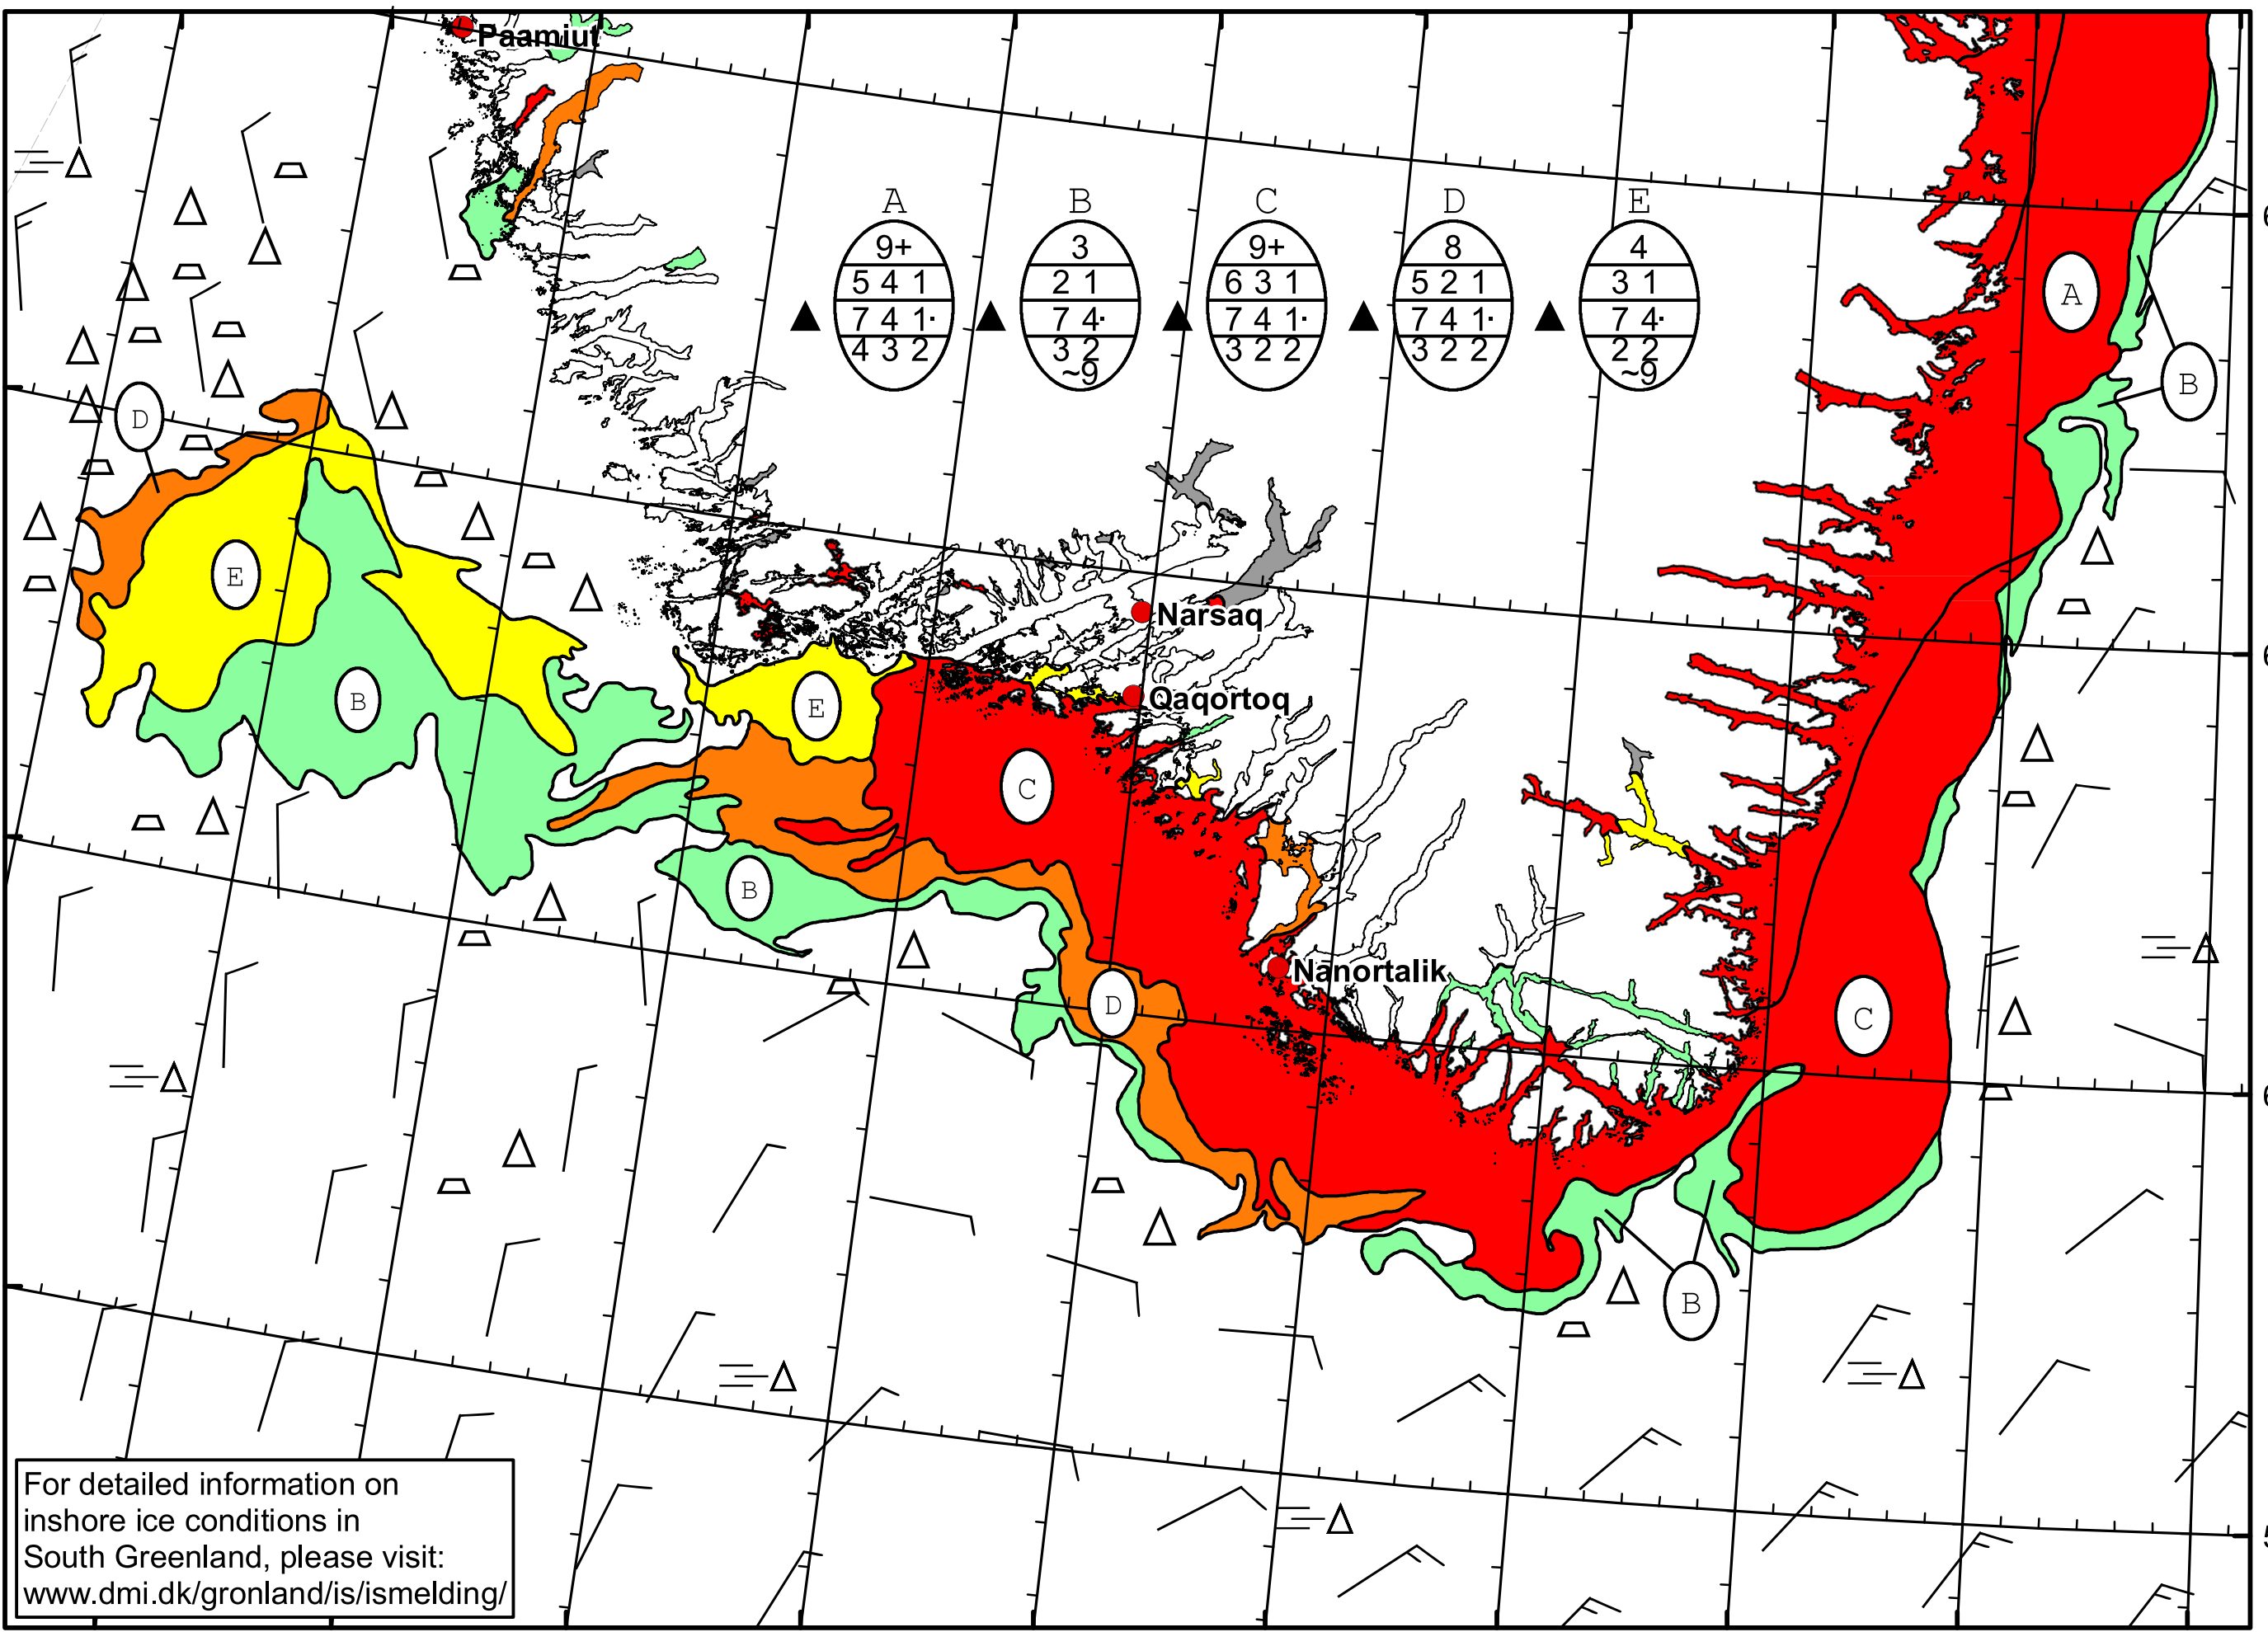 Paamiut
A B C D E
9+ 3 9+ 8 4
5 4 1 2 1 6 3 1 5 2 1 3 1
7 4 1· 7 4· 7 4 1· 7 4 1· 7 4·
4 3 2 3 2 3 2 2 3 2 2 2 2
~9 ~9
A
B
D
E
Narsaq
B
E
Qaqortoq
C
B
Nanortalik
D
C
B
For detailed information on
inshore ice conditions in
South Greenland, please visit:
www.dmi.dk/gronland/is/ismelding/